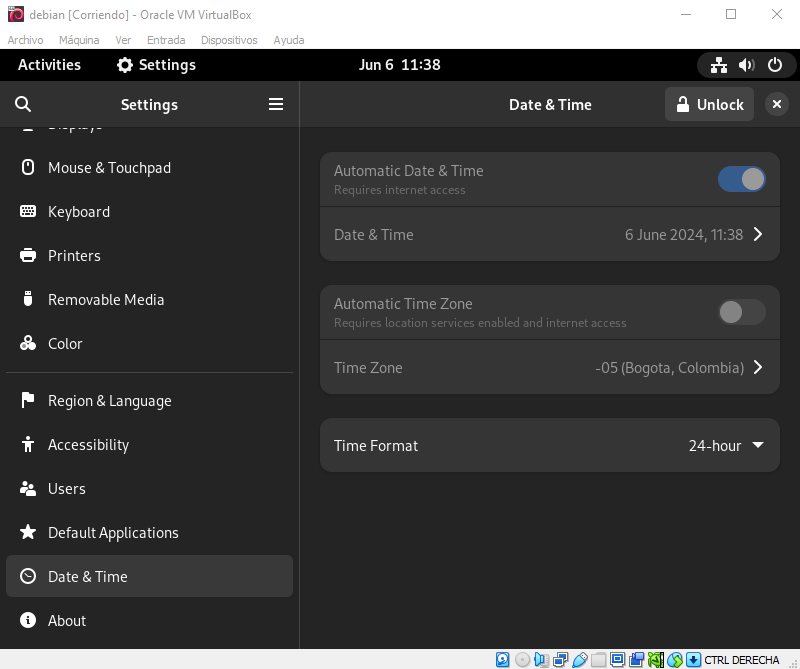 debian [Corriendo] - Oracle VM VirtualBox
Archivo Máquina Ver Entrada Dispositivos Ayuda
Activities Settings Jun 6 11:38
Settings
Date & Time Unlock
Displays
Mouse & Touchpad
Keyboard
Printers
Removable Media
Color
Region & Language
Accessibility
Users
Default Applications
Date & Time
About
Automatic Date & Time
Requires internet access
Date & Time 6 June 2024, 11:38
Automatic Time Zone
Requires location services enabled and internet access
Time Zone -05 (Bogota, Colombia)
Time Format 24-hour
CTRL DERECHA